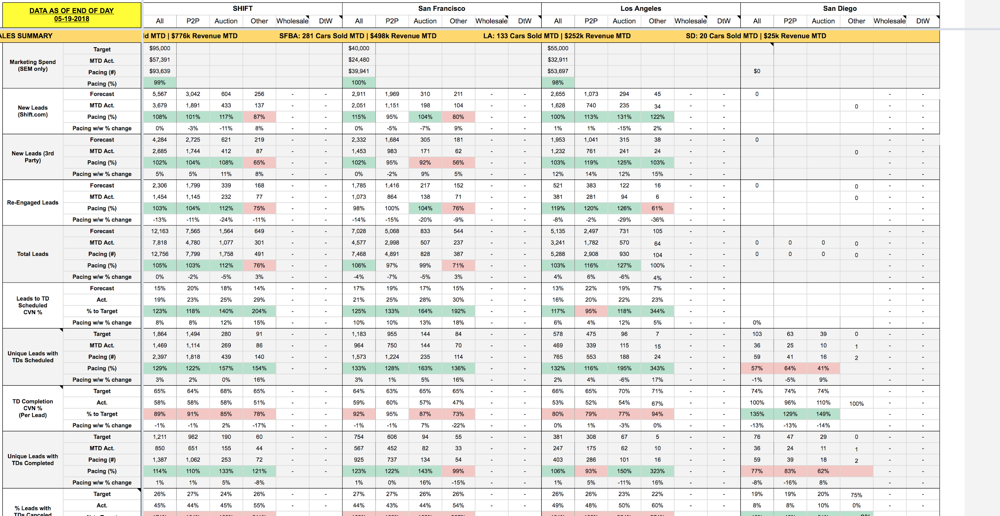 DATA AS OF END OF DAY
05-19-2018
SHIFT San Francisco Los Angeles San Diego
All P2P Auction Other Wholesale DtW All P2P Auction Other Wholesale DtW All P2P Auction Other Wholesale DtW All P2P Auction Other Wholesale DtW
ALES SUMMARY d MTD | $776k Revenue MTD SFBA: 281 Cars Sold MTD | $498k Revenue MTD LA: 133 Cars Sold MTD | $252k Revenue MTD SD: 20 Cars Sold MTD | $25k Revenue MTD
Marketing Spend
(SEM only)
Target $95,000 $40,000 $55,000
MTD Act. $57,391 $24,480 $32,911
Pacing (#) $93,639 $39,941 $53,697 $0
Pacing (%) 99% 100% 98%
New Leads
(Shift.com)
Forecast 5,567 3,042 604 256 - - 2,911 1,969 310 211 - - 2,655 1,073 294 45 - - 0 - -
MTD Act. 3,679 1,891 433 137 - - 2,051 1,151 198 104 - - 1,628 740 235 34 - - 0 - -
Pacing (%) 108% 101% 117% 87% - - 115% 95% 104% 80% - - 100% 113% 131% 122% - - - -
Pacing w/w % change 0% -3% -11% 8% - - 0% -5% -7% 9% - - 1% 1% -15% 2% - - - -
New Leads (3rd
Party)
Forecast 4,284 2,725 621 219 - - 2,332 1,684 305 181 - - 1,953 1,041 315 38 - - 0 - -
MTD Act. 2,685 1,744 412 87 - - 1,453 983 171 62 - - 1,232 761 241 24 - - 0 - -
Pacing (%) 102% 104% 108% 65% - - 102% 95% 92% 56% - - 103% 119% 125% 103% - - - -
Pacing w/w % change 5% 5% 11% 8% - - 0% -2% 9% 5% - - 12% 14% 12% 15% - - - -
Re-Engaged Leads
Forecast 2,306 1,799 339 168 - - 1,785 1,416 217 152 - - 521 383 122 16 - - 0 0 - -
MTD Act. 1,454 1,145 232 77 - - 1,073 864 138 71 - - 381 281 94 6 - - 0 - -
Pacing (%) 103% 104% 112% 75% - - 98% 100% 104% 76% - - 119% 120% 126% 61% - - - -
Pacing w/w % change -13% -11% -24% -11% - - -14% -15% -20% -9% - - -8% -2% -29% -36% - - - -
Total Leads
Forecast 12,163 7,565 1,564 649 - - 7,028 5,068 833 544 - - 5,135 2,497 731 105 - - - -
MTD Act. 7,818 4,780 1,077 301 - - 4,577 2,998 507 237 - - 3,241 1,782 570 64 - - 0 0 0 0 - -
Pacing (#) 12,756 7,799 1,758 491 - - 7,468 4,891 828 387 - - 5,288 2,908 930 104 - - 0 0 0 0 - -
Pacing (%) 105% 103% 112% 76% - - 106% 97% 99% 71% - - 103% 116% 127% 100% - - - -
Pacing w/w % change 0% -2% -5% 3% - - -4% -7% -5% 3% - - 4% 6% -6% 4% - - - -
Leads to TD
Scheduled
CVN %
Forecast 15% 20% 18% 14% - - 17% 19% 17% 15% - - 13% 22% 19% 7% - - - -
Act. 19% 23% 25% 29% - - 21% 25% 28% 30% - - 16% 20% 22% 23% - - - -
% to Target 123% 118% 140% 204% - - 125% 133% 164% 192% - - 117% 95% 118% 344% - - - -
Pacing w/w % change 8% 8% 12% 15% - - 10% 10% 13% 18% - - 6% 4% 12% 5% - - 0% - -
Unique Leads with
TDs Scheduled
Target 1,864 1,494 280 91 - - 1,183 955 144 84 - - 578 475 96 7 - - 103 63 39 0 - -
MTD Act. 1,469 1,114 269 86 - - 964 750 144 70 - - 469 339 115 15 - - 36 25 10 1 - -
Pacing (#) 2,397 1,818 439 140 - - 1,573 1,224 235 114 - - 765 553 188 24 - - 59 41 16 2 - -
Pacing (%) 129% 122% 157% 154% - - 133% 128% 163% 136% - - 132% 116% 195% 343% - - 57% 64% 41% - -
Pacing w/w % change 3% 2% 0% 16% - - 3% 1% 5% 16% - - 2% 4% -6% 17% - - -1% -5% 9% - -
TD Completion
CVN %
(Per Lead)
Target 65% 64% 68% 65% - - 64% 63% 65% 65% - - 66% 65% 70% 71% - - 74% 74% 74% - -
Act. 58% 58% 58% 51% - - 59% 60% 57% 47% - - 53% 52% 54% 67% - - 100% 96% 110% 100% - -
% to Target 89% 91% 85% 78% - - 92% 95% 87% 73% - - 80% 79% 77% 94% - - 135% 129% 149% - -
Pacing w/w % change -1% -1% 2% -17% - - -1% -1% 7% -22% - - 0% 1% -3% 0% - - -13% -13% -14% - -
Unique Leads with
TDs Completed
Target 1,211 962 190 60 - - 754 606 94 55 - - 381 308 67 5 - - 76 47 29 0 - -
MTD Act. 850 651 155 44 - - 567 452 82 33 - - 247 175 62 10 - - 36 24 11 1 - -
Pacing (#) 1,387 1,062 253 72 - - 925 737 134 54 - - 403 286 101 16 - - 59 39 18 2 - -
Pacing (%) 114% 110% 133% 121% - - 123% 122% 143% 99% - - 106% 93% 150% 323% - - 77% 83% 62% - -
Pacing w/w % change 1% 1% 5% -8% - - 1% 0% 16% -15% - - 1% 5% -11% 16% - - -8% -16% 8% - -
% Leads with
TDs Canceled
Target 26% 27% 24% 26% - - 27% 27% 26% 26% - - 26% 26% 23% 22% - - 19% 19% 20% 75% - -
Act. 45% 44% 45% 55% - - 44% 43% 44% 54% - - 49% 48% 50% 60% - - 8% 8% 10% 0% - -